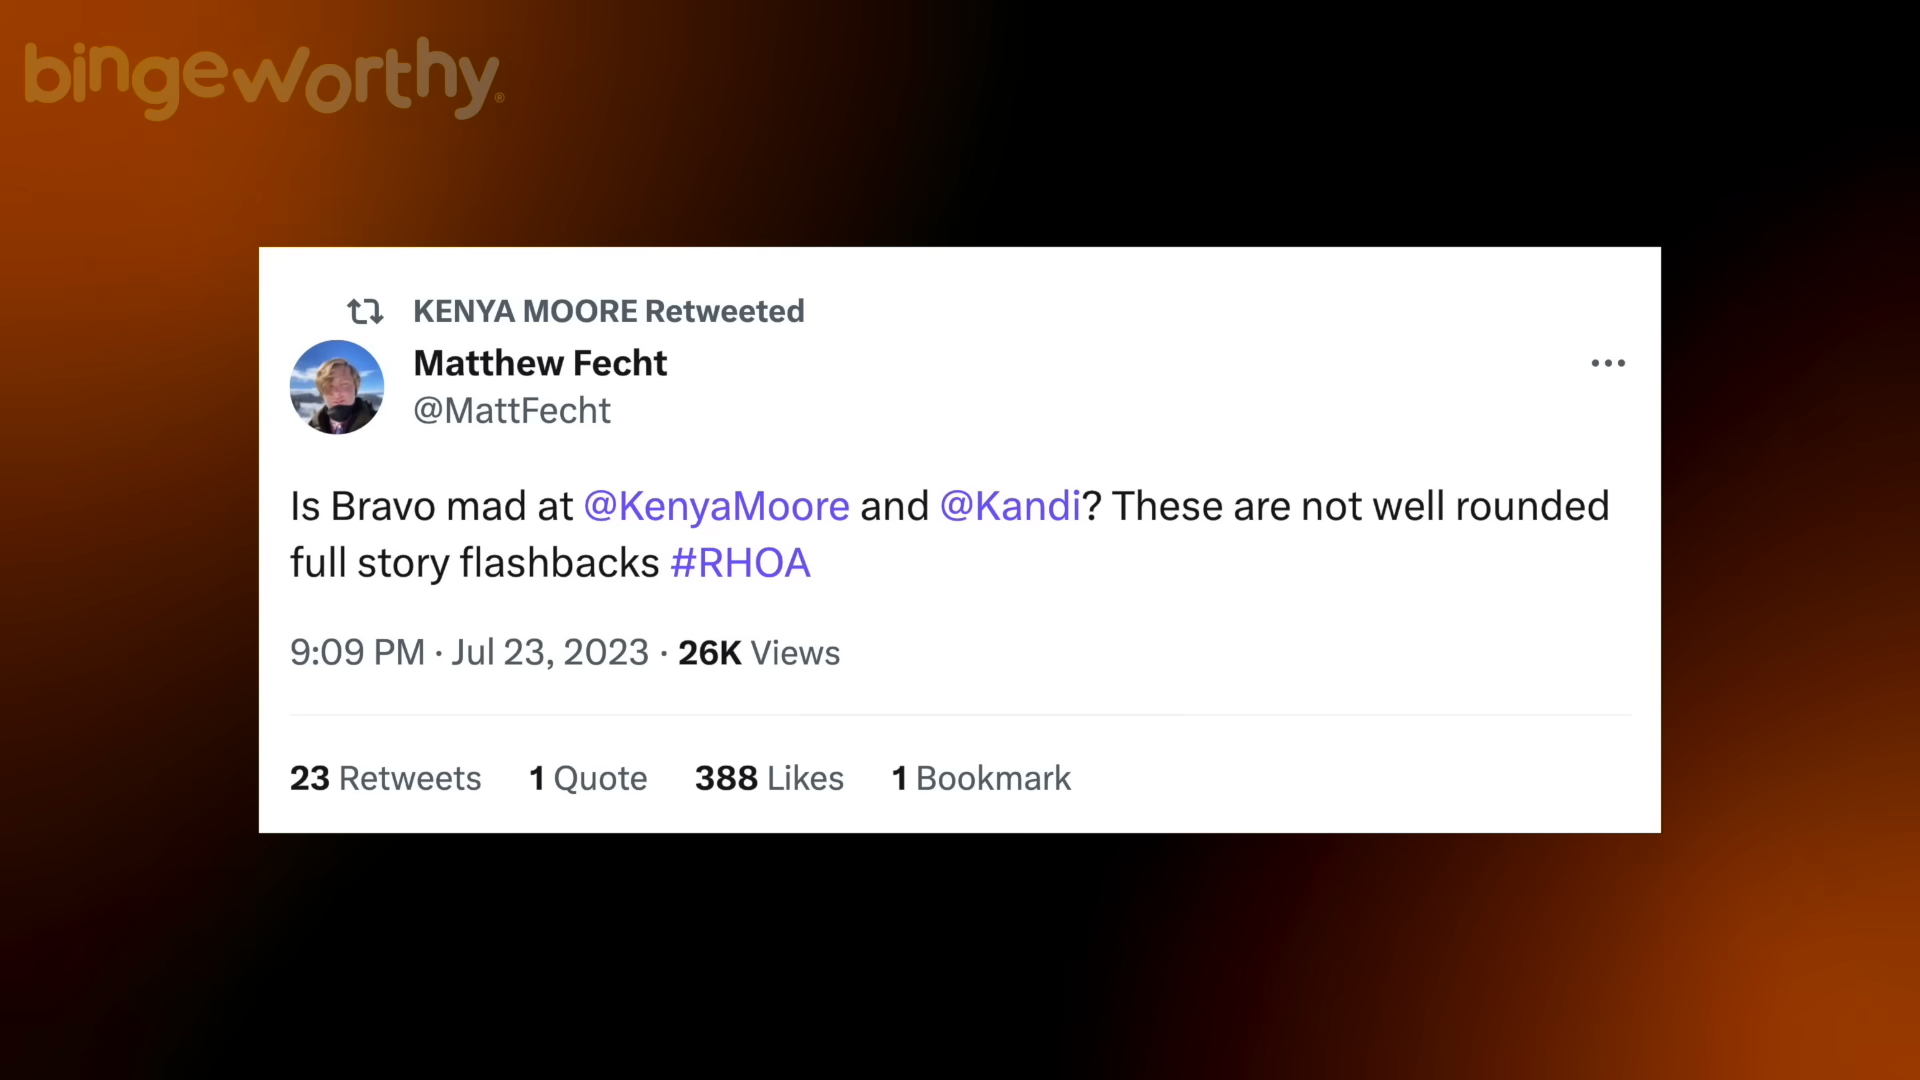 bingeworthy®
KENYA MOORE Retweeted
Matthew Fecht
@MattFecht
Is Bravo mad at @KenyaMoore and @Kandi? These are not well rounded
full story flashbacks #RHOA
9:09 PM · Jul 23, 2023 · 26K Views
23 Retweets 1 Quote 388 Likes 1 Bookmark